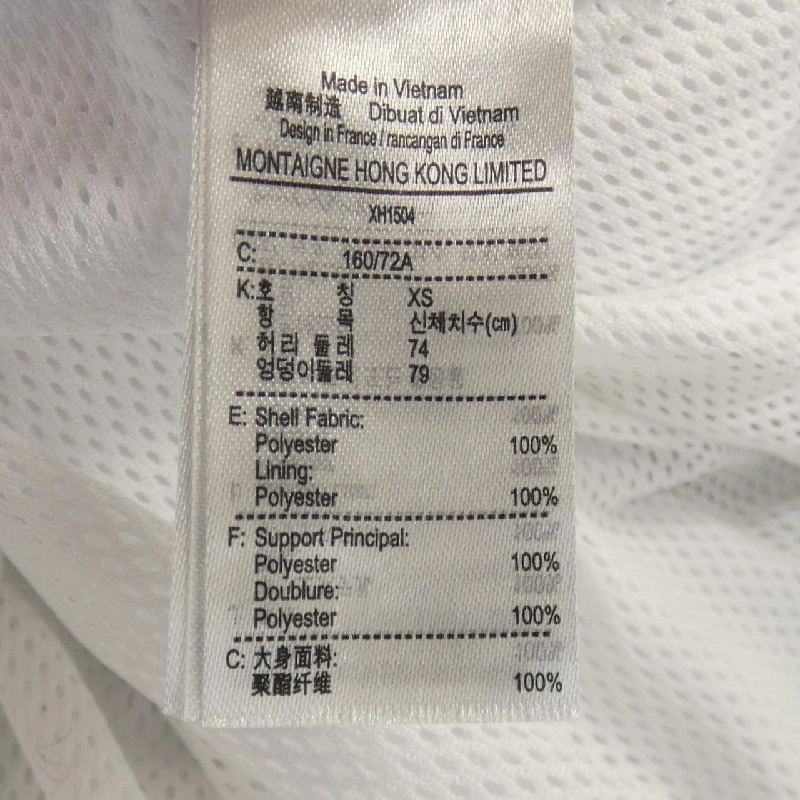 Made in Vietnam
越南制造 Dibuat di Vietnam
Design in France / rancangan di France
MONTAIGNE HONG KONG LIMITED
XH1504
C: 160/72A
K:호 칭 XS
항 목 신체치수(cm)
허리 둘레 74
엉덩이둘레 79
E: Shell Fabric:
Polyester 100%
Lining:
Polyester 100%
F: Support Principal:
Polyester 100%
Doublure:
Polyester 100%
C: 大身面料:
聚酯纤维 100%